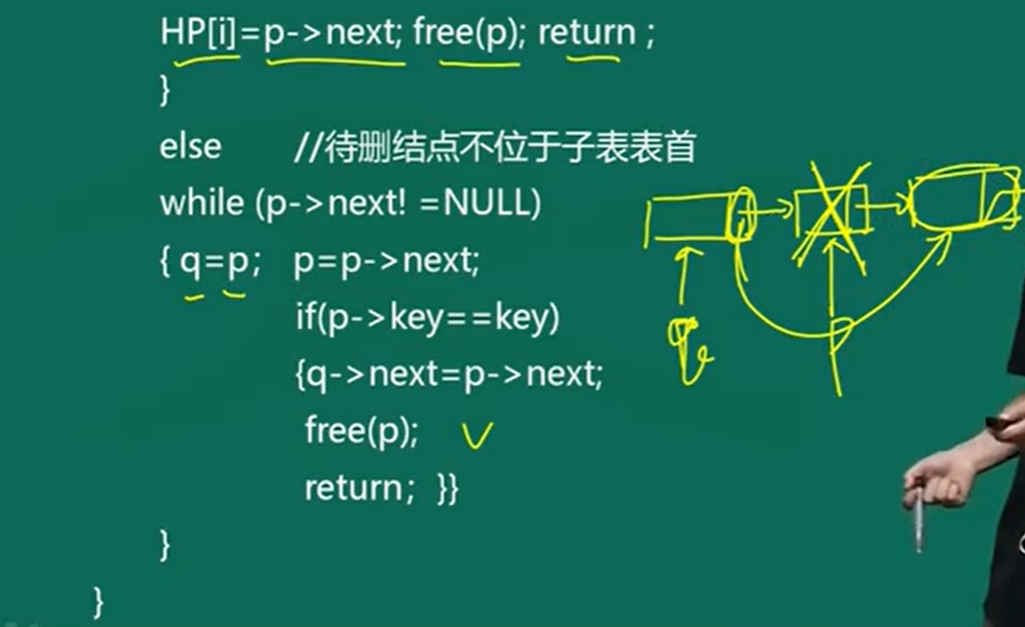 HP[i]=p->next; free(p); return ;
}
else //待删结点不位于子表表首
while (p->next! =NULL)
{ q=p; p=p->next;
if(p->key==key)
{q->next=p->next;
free(p);
return; }}
}
}
q
p